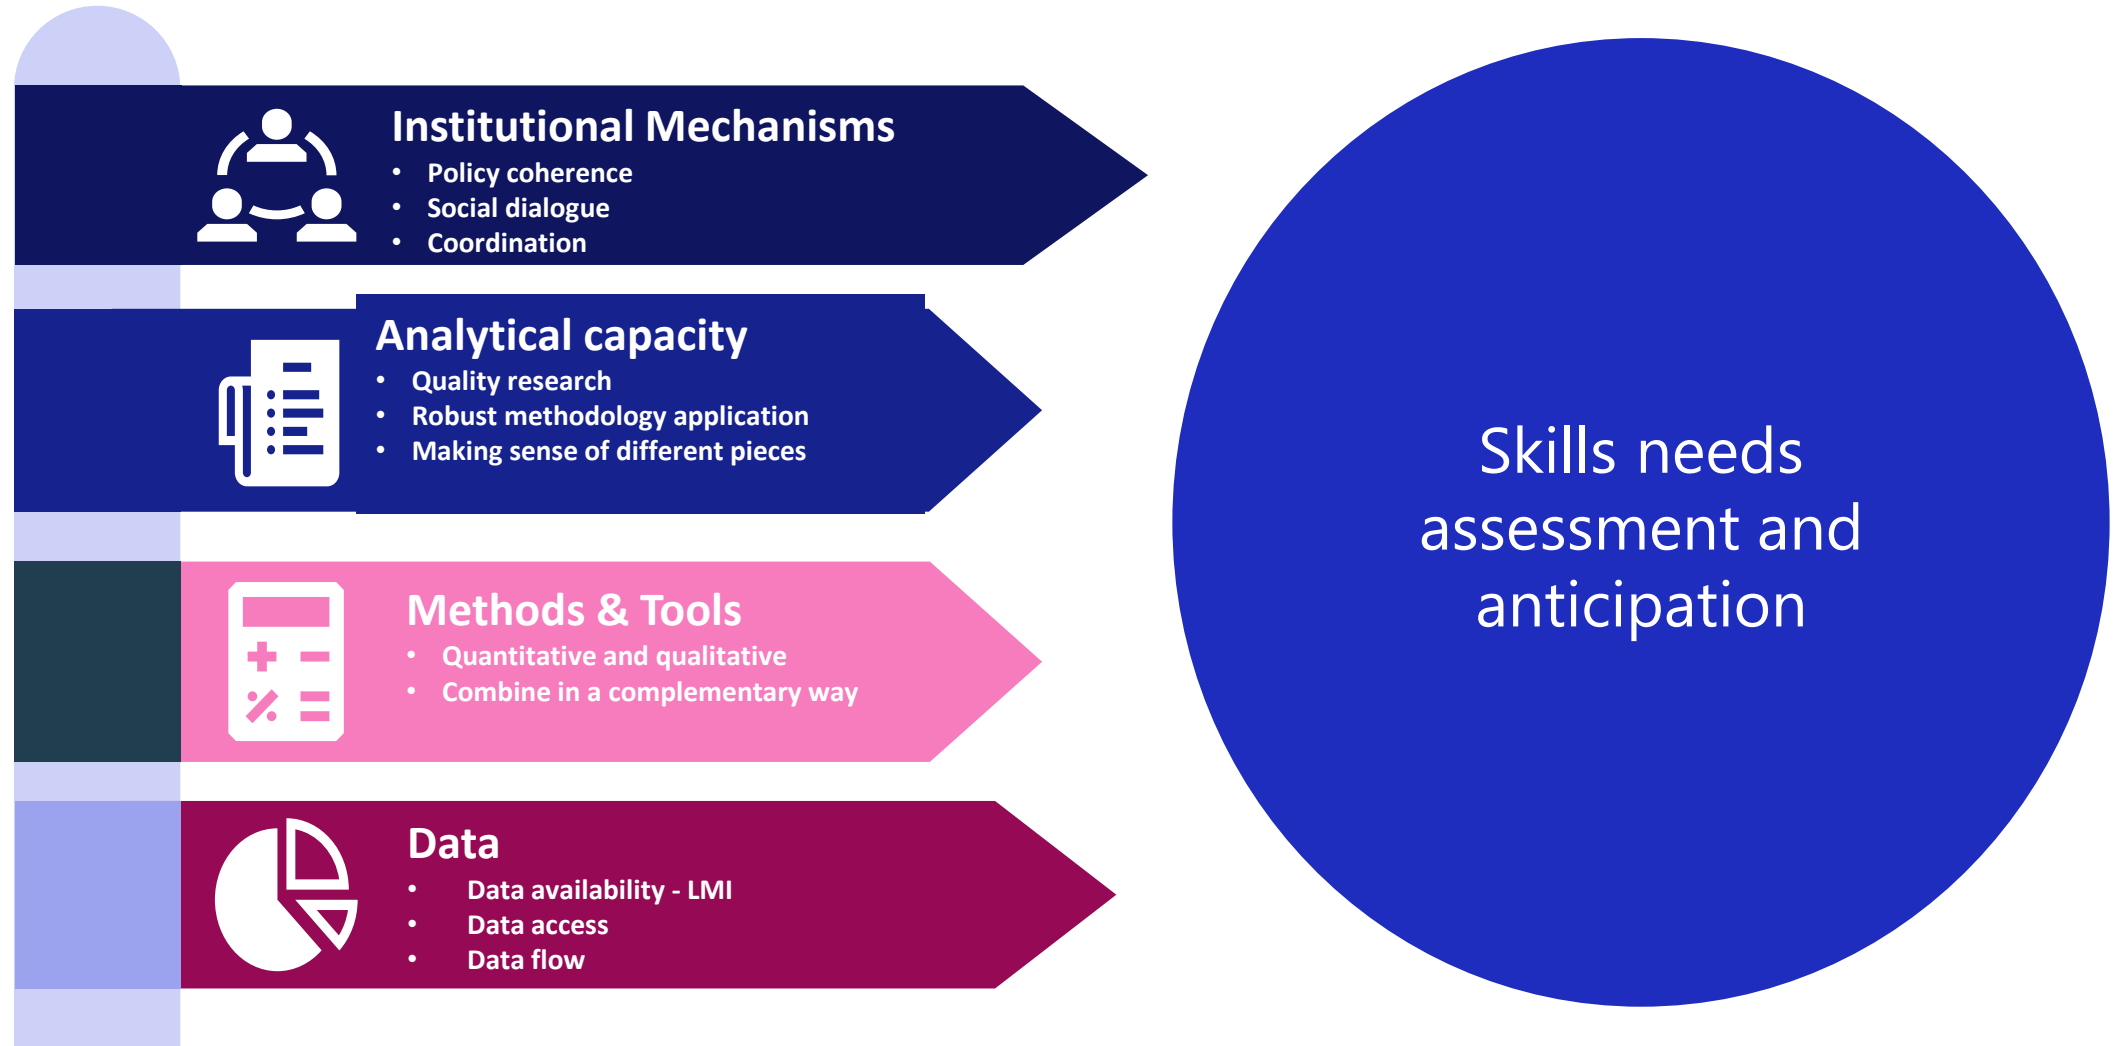 Institutional Mechanisms
• Policy coherence
• Social dialogue
• Coordination
Analytical capacity
• Quality research
• Robust methodology application
• Making sense of different pieces
Methods & Tools
• Quantitative and qualitative
• Combine in a complementary way
Data
• Data availability - LMI
• Data access
• Data flow
Skills needs
assessment and
anticipation